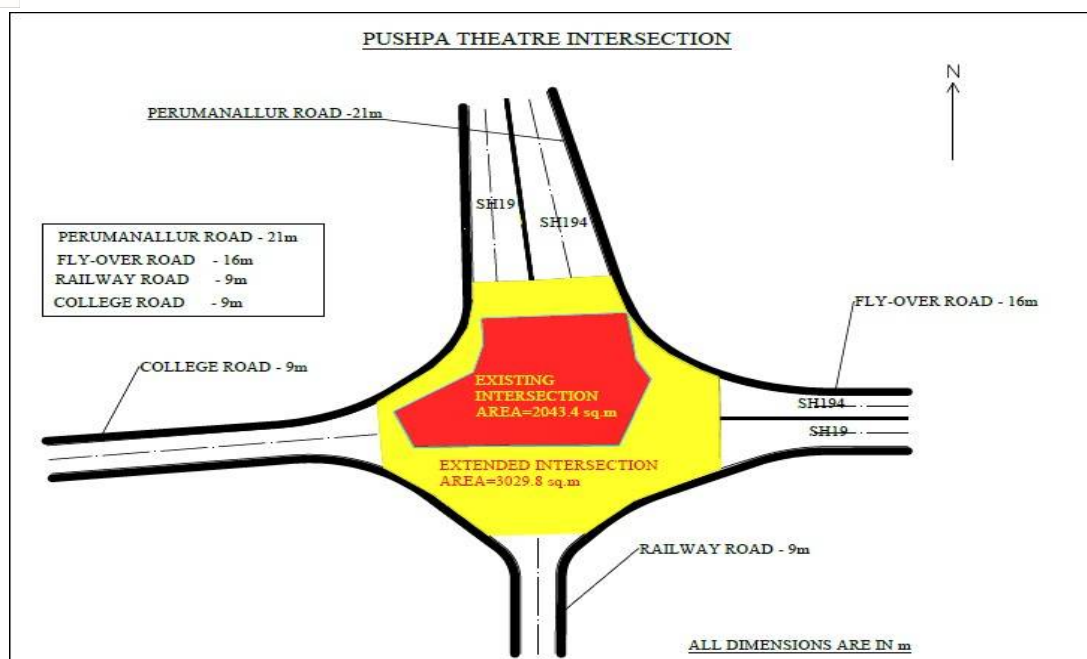 PUSHPA THEATRE INTERSECTION
N
PERUMANALLUR ROAD -21m
SH19
SH194
PERUMANALLUR ROAD - 21m
FLY-OVER ROAD - 16m
RAILWAY ROAD - 9m
COLLEGE ROAD - 9m
FLY-OVER ROAD - 16m
COLLEGE ROAD - 9m
EXISTING
INTERSECTION
AREA=2043.4 sq.m
SH194
SH19
EXTENDED INTERSECTION
AREA=3029.8 sq.m
RAILWAY ROAD - 9m
ALL DIMENSIONS ARE IN m